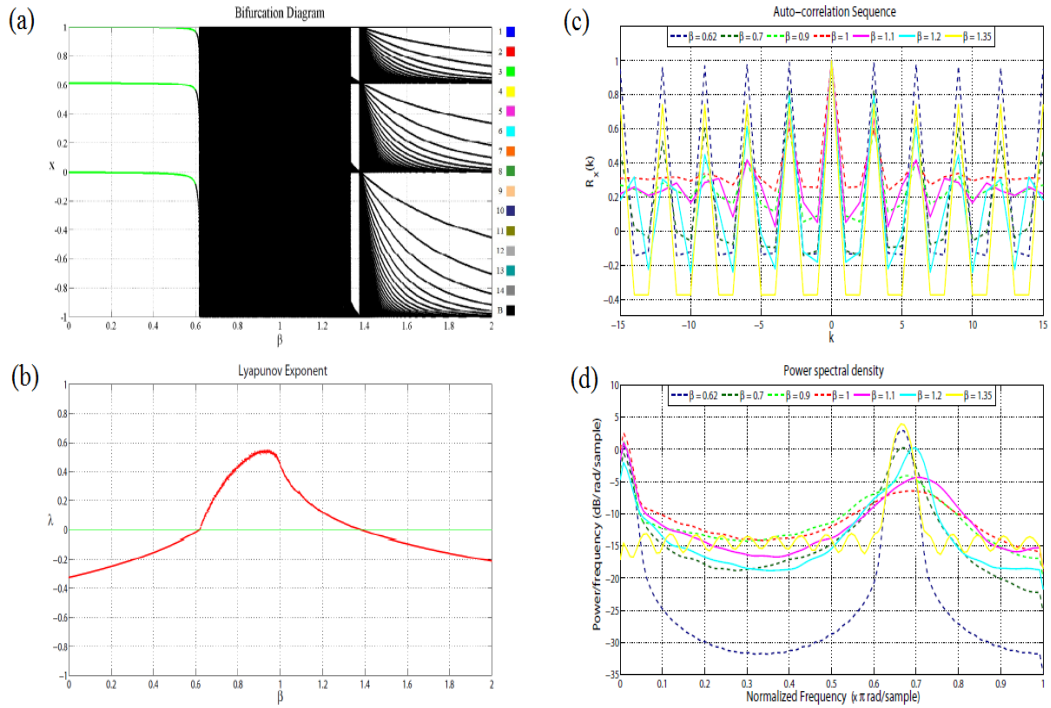 (a)
Bifurcation Diagram
1
0.8
0.6
0.4
0.2
0
-0.2
-0.4
-0.6
-0.8
-1
x
0 0.2 0.4 0.6 0.8 1 1.2 1.4 1.6 1.8 2
β
1
2
3
4
5
6
7
8
9
10
11
12
13
14
B
(b)
Lyapunov Exponent
1
0.8
0.6
0.4
0.2
0
-0.2
-0.4
-0.6
-0.8
-1
λ
0 0.2 0.4 0.6 0.8 1 1.2 1.4 1.6 1.8 2
β
(c)
Auto-correlation Sequence
β = 0.62 β = 0.7 β = 0.9 β = 1 β = 1.1 β = 1.2 β = 1.35
1
0.8
0.6
0.4
0.2
0
−0.2
−0.4
R x (k)
−15 −10 −5 0 5 10 15
k
(d)
Power spectral density
β = 0.62 β = 0.7 β = 0.9 β = 1 β = 1.1 β = 1.2 β = 1.35
10
5
0
−5
−10
−15
−20
−25
−30
−35
Power/frequency (dB/rad/sample)
0 0.1 0.2 0.3 0.4 0.5 0.6 0.7 0.8 0.9 1
Normalized Frequency (x π rad/sample)